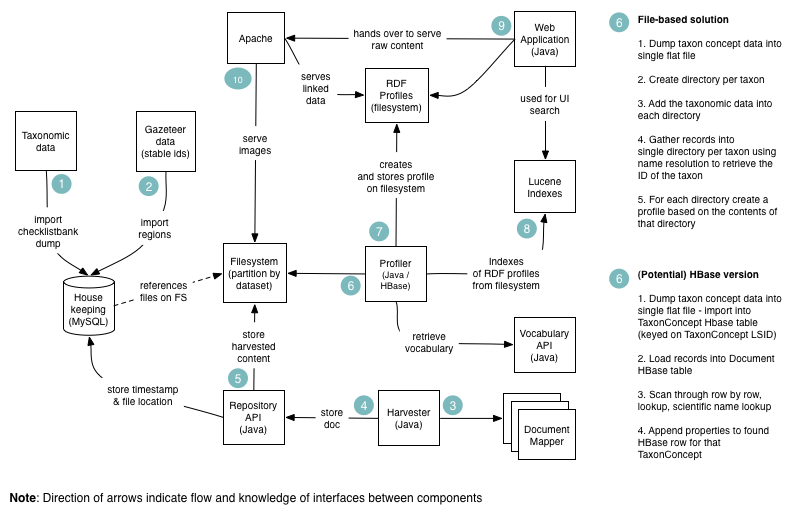 Apache
10
hands over to serve
raw content
9
Web
Application
(Java)
serves
linked
data
RDF
Profiles
(filesystem)
used for UI
search
Taxonomic
data
1
Gazeteer
data
(stable ids)
2
serve
images
creates
and stores profile
on filesystem
7
Lucene
Indexes
8
import
checklistbank
dump
import
regions
House
keeping
(MySQL)
references
files on FS
Filesystem
(partition by
dataset)
6
Profiler
(Java /
HBase)
Indexes
of RDF profiles
from filesystem
retrieve
vocabulary
Vocabulary
API
(Java)
store
harvested
content
5
store timestamp
& file location
Repository
API
(Java)
store
doc
4
Harvester
(Java)
3
Document
Mapper
6
File-based solution
1. Dump taxon concept data into
single flat file
2. Create directory per taxon
3. Add the taxonomic data into
each directory
4. Gather records into
single directory per taxon using
name resolution to retrieve the
ID of the taxon
5. For each directory create a
profile based on the contents of
that directory
6
(Potential) HBase version
1. Dump taxon concept data into
single flat file - import into
TaxonConcept Hbase table
(keyed on TaxonConcept LSID)
2. Load records into Document
HBase table
3. Scan through row by row,
lookup, scientific name lookup
4. Append properties to found
HBase row for that
TaxonConcept
Note: Direction of arrows indicate flow and knowledge of interfaces between components